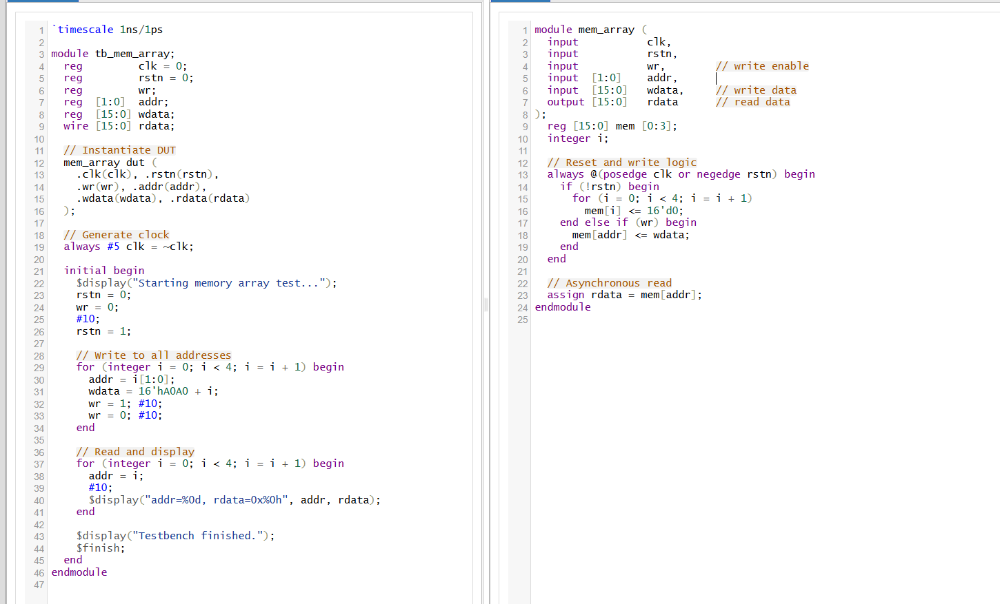 1 `timescale 1ns/1ps
2
3 module tb_mem_array;
4   reg         clk = 0;
5   reg         rstn = 0;
6   reg         wr;
7   reg  [1:0]  addr;
8   reg  [15:0] wdata;
9   wire [15:0] rdata;
10
11   // Instantiate DUT
12   mem_array dut (
13     .clk(clk), .rstn(rstn),
14     .wr(wr), .addr(addr),
15     .wdata(wdata), .rdata(rdata)
16   );
17
18   // Generate clock
19   always #5 clk = ~clk;
20
21   initial begin
22     $display("Starting memory array test...");
23     rstn = 0;
24     wr = 0;
25     #10;
26     rstn = 1;
27
28     // Write to all addresses
29     for (integer i = 0; i < 4; i = i + 1) begin
30       addr = i[1:0];
31       wdata = 16'hA0A0 + i;
32       wr = 1; #10;
33       wr = 0; #10;
34     end
35
36     // Read and display
37     for (integer i = 0; i < 4; i = i + 1) begin
38       addr = i;
39       #10;
40       $display("addr=%0d, rdata=0x%0h", addr, rdata);
41     end
42
43     $display("Testbench finished.");
44     $finish;
45   end
46 endmodule
47
1 module mem_array (
2   input           clk,
3   input           rstn,
4   input           wr,        // write enable
5   input  [1:0]    addr,
6   input  [15:0]   wdata,     // write data
7   output [15:0]   rdata      // read data
8 );
9   reg [15:0] mem [0:3];
10   integer i;
11
12   // Reset and write logic
13   always @(posedge clk or negedge rstn) begin
14     if (!rstn) begin
15       for (i = 0; i < 4; i = i + 1)
16         mem[i] <= 16'd0;
17     end else if (wr) begin
18       mem[addr] <= wdata;
19     end
20   end
21
22   // Asynchronous read
23   assign rdata = mem[addr];
24 endmodule
25